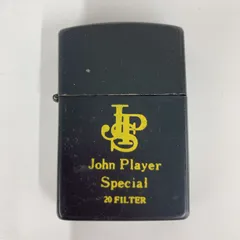 JPS
John Player
Special
20 FILTER